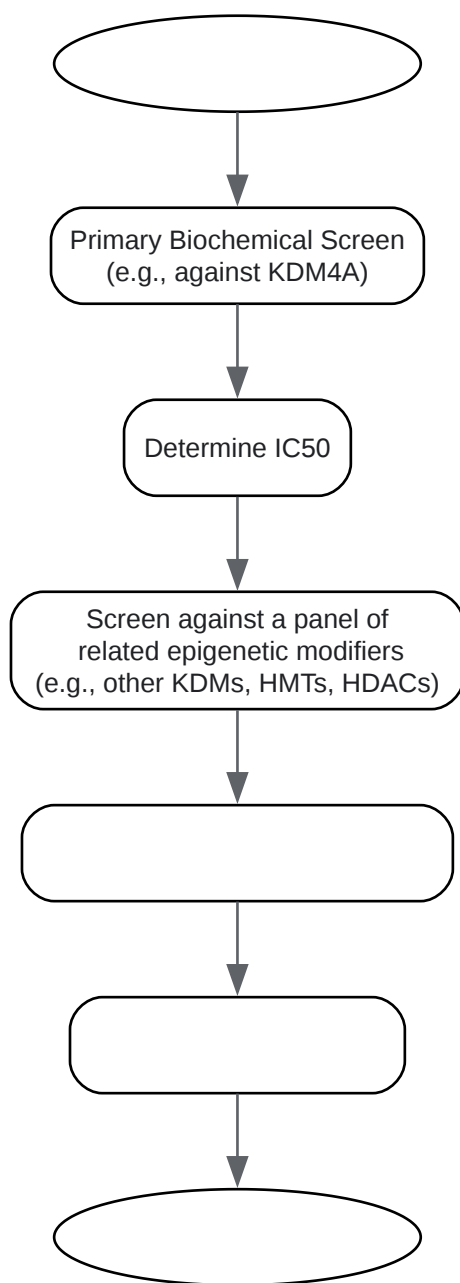 Primary Biochemical Screen
(e.g., against KDM4A)
Determine IC50
Screen against a panel of
related epigenetic modifiers
(e.g., other KDMs, HMTs, HDACs)